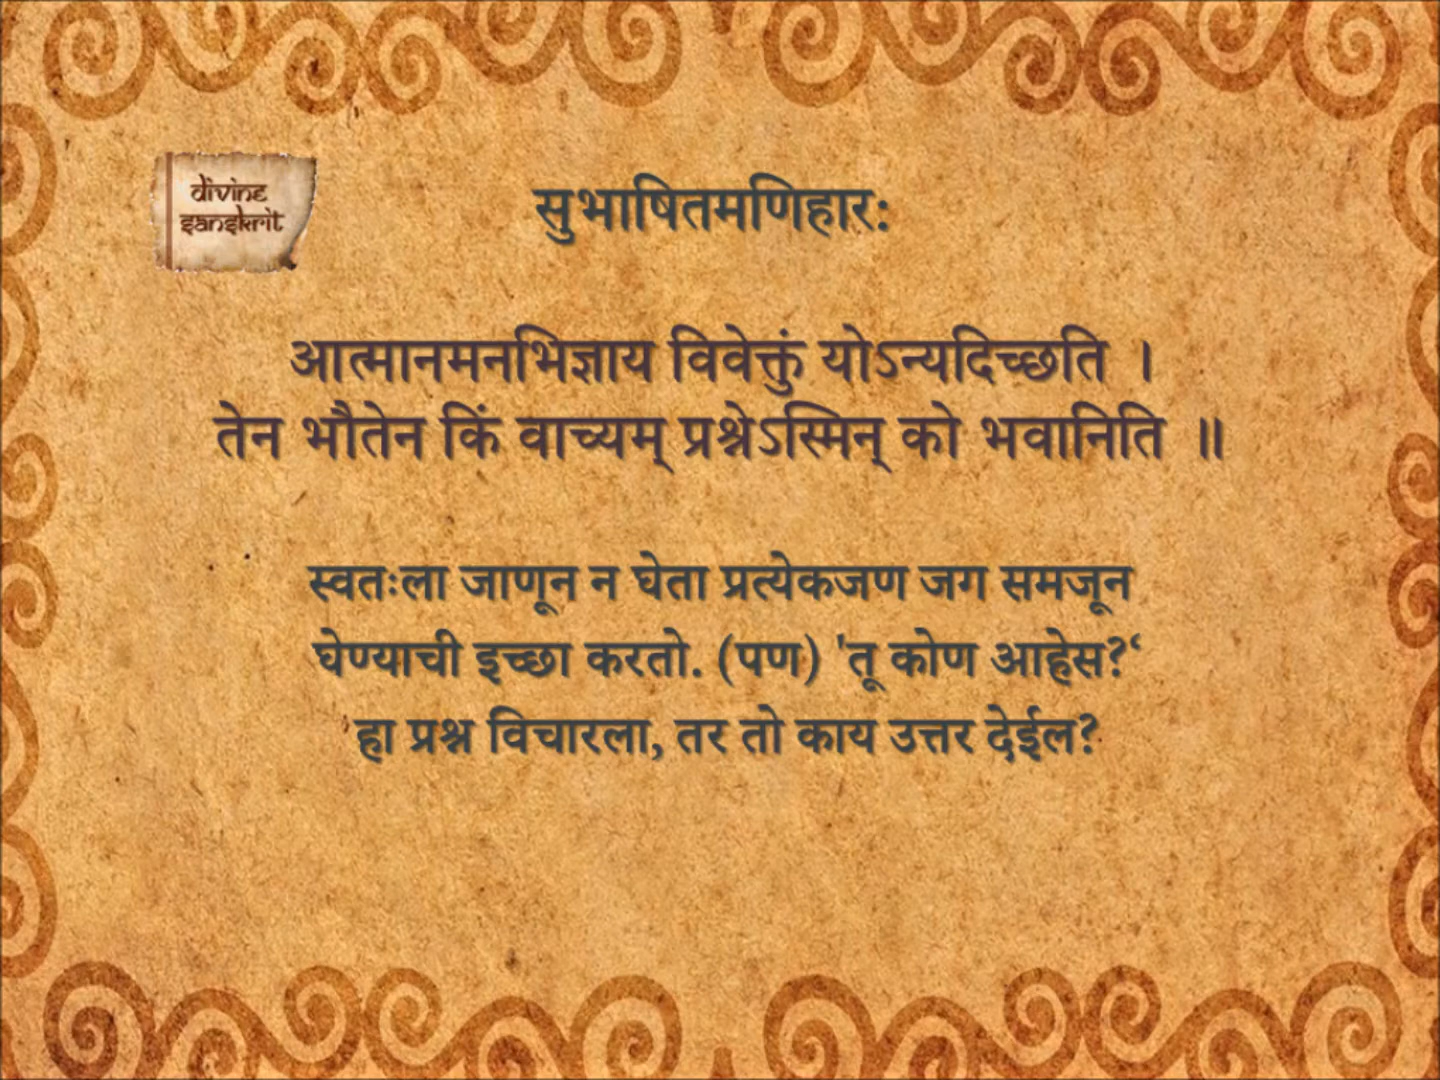 divine
sanskrit
सुभाषितमणिहार:
आत्मानमनभिज्ञाय विवेक्तुं योऽन्यदिच्छति ।
तेन भौतेन किं वाच्यम् प्रश्नेऽस्मिन् को भवानिति ॥
स्वतःला जाणून न घेता प्रत्येकजण जग समजून
घेण्याची इच्छा करतो. (पण) 'तू कोण आहेस?‘
हा प्रश्न विचारला, तर तो काय उत्तर देईल?